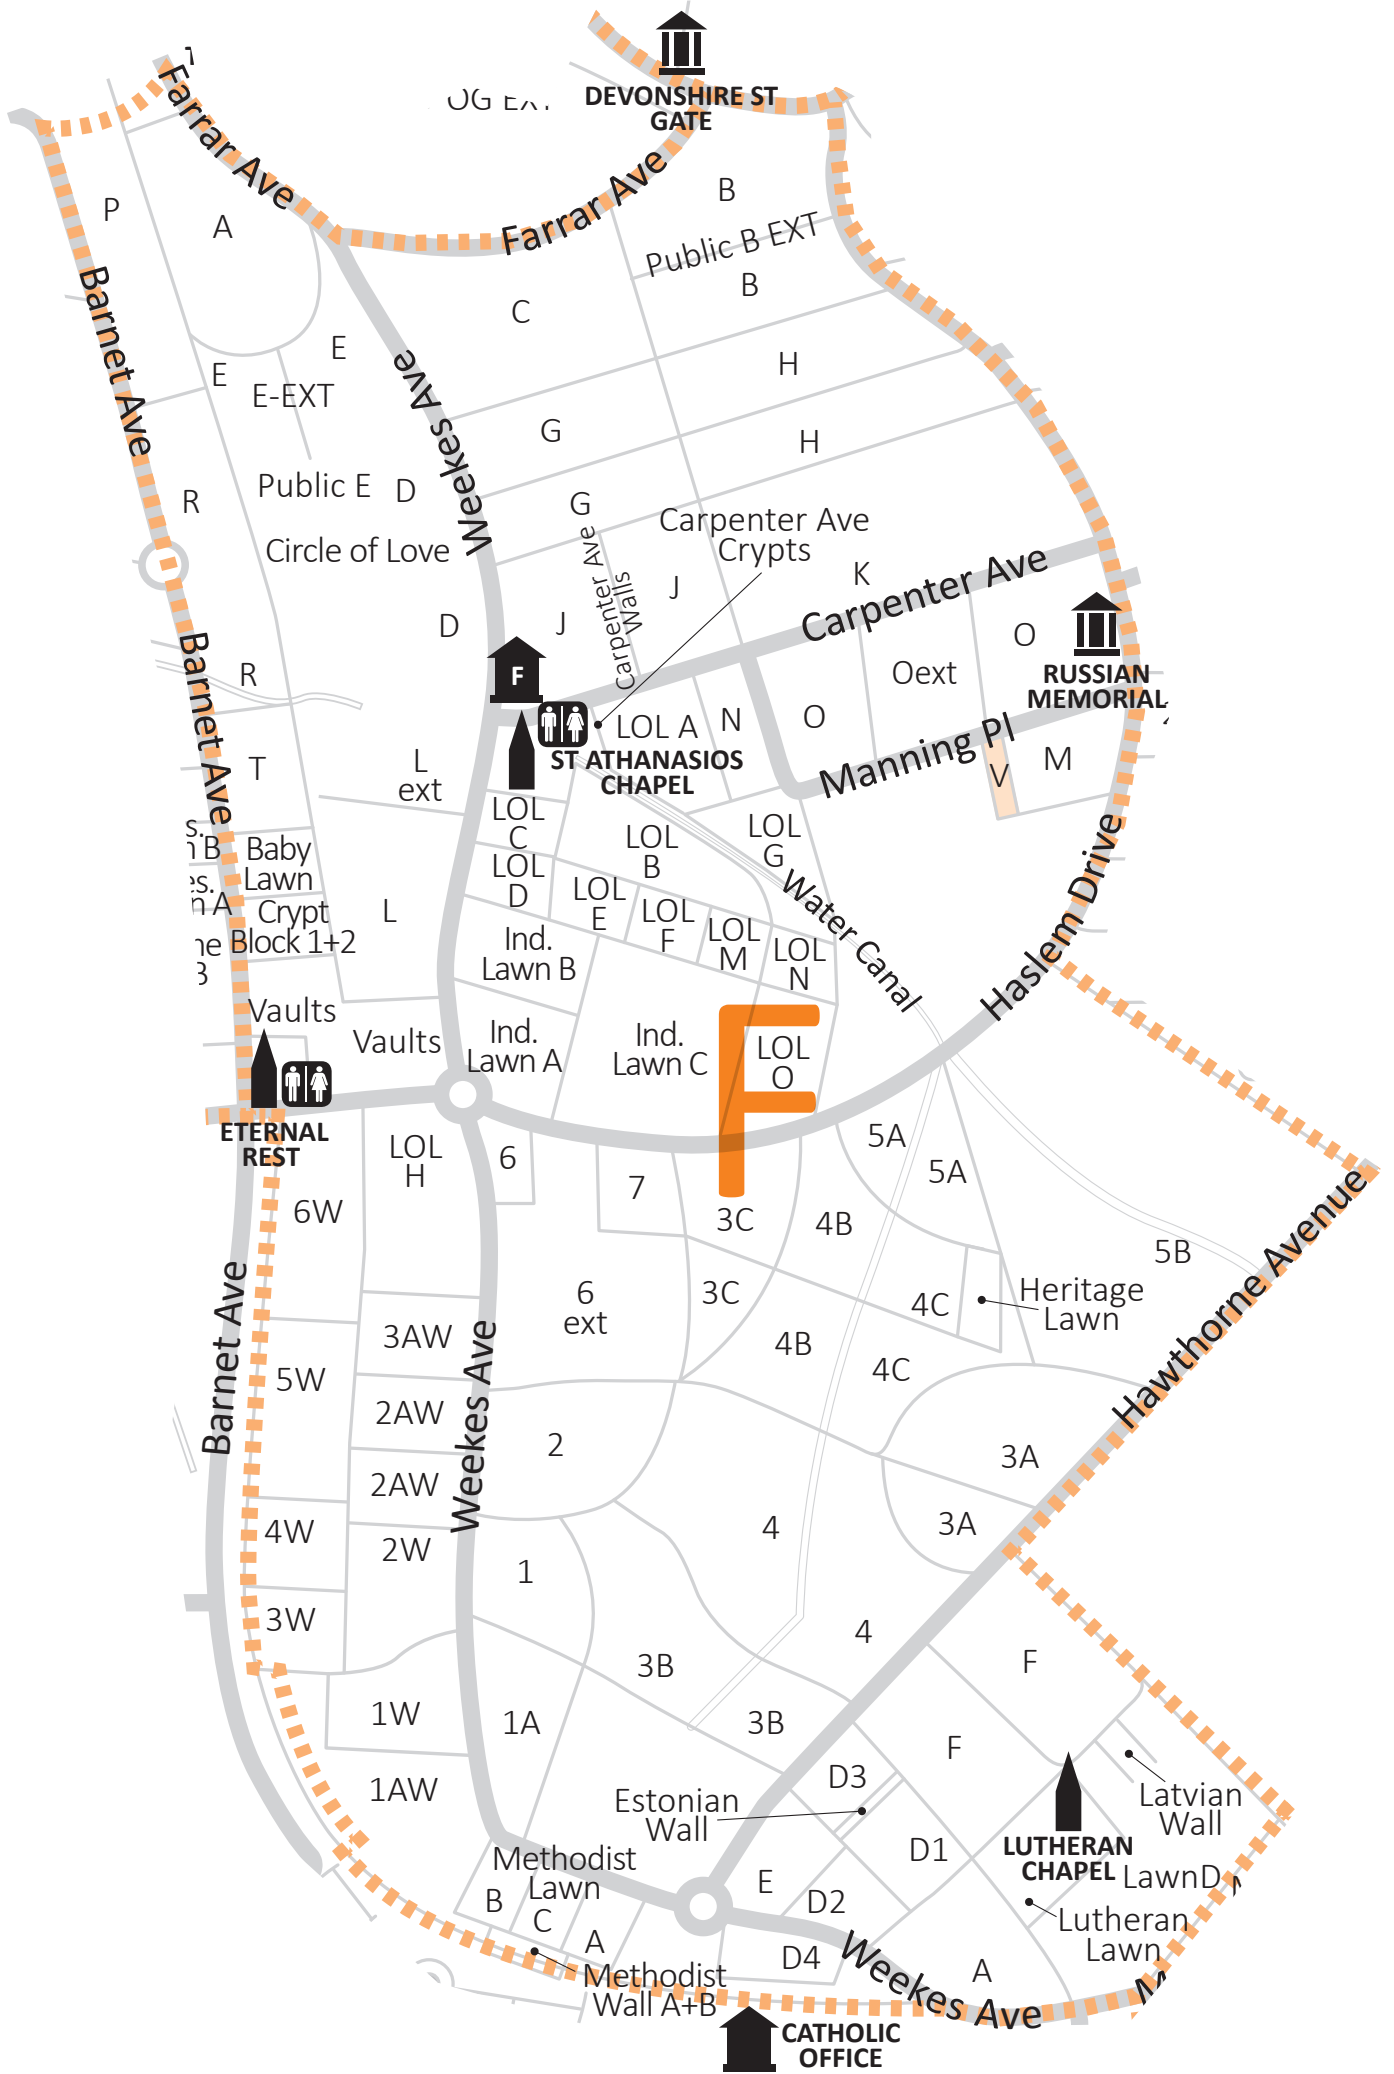 DEVONSHIRE ST
GATE
Farrar Ave
Farrar Ave
P
A
B
Public B EXT
B
Barnet Ave
C
E
E
E-EXT
Weekes Ave
H
G
H
R
Public E
D
G
Carpenter Ave
Crypts
Circle of Love
Carpenter Ave
Walls
J
K
Carpenter Ave
D
J
O
Barnet Ave
R
F
Oext
RUSSIAN
MEMORIAL
LOL A
N
O
Manning Pl
V
M
T
L
ext
ST ATHANASIOS
CHAPEL
LOL
C
LOL
B
LOL
G
Baby
Lawn
LOL
D
LOL
E
LOL
F
LOL
M
LOL
N
Water Canal
Haslem Drive
Crypt
Block 1+2
L
Ind.
Lawn B
Vaults
Vaults
Ind.
Lawn A
Ind.
Lawn C
F
LOL
O
ETERNAL
REST
LOL
H
6
7
5A
5A
6W
3C
4B
5B
Barnet Ave
6
ext
3C
4C
Heritage
Lawn
Hawthorne Avenue
3AW
Weekes Ave
4B
4C
5W
2AW
2
3A
2AW
4W
2W
4
3A
1
3W
4
3B
F
1W
1A
3B
F
1AW
D3
Estonian
Wall
Latvian
Wall
D1
LUTHERAN
CHAPEL
Methodist
Lawn
LawnD
B
C
E
D2
Lutheran
Lawn
A
D4
Weekes Ave
A
Methodist
Wall A+B
CATHOLIC
OFFICE